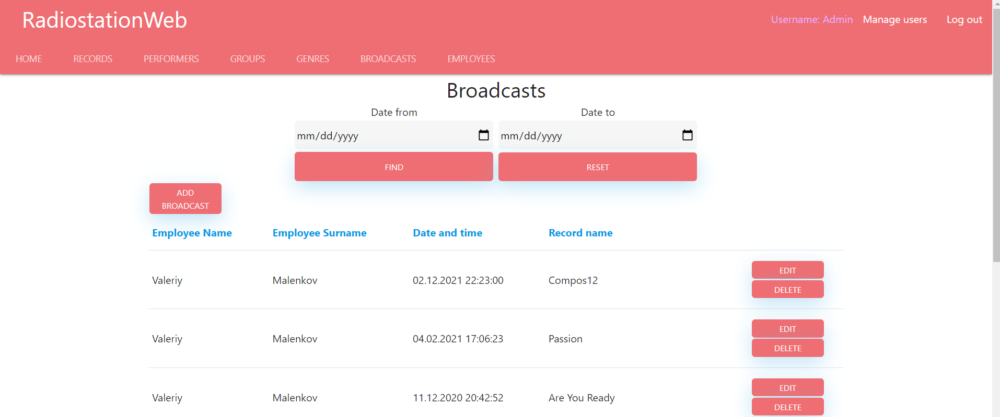 RadiostationWeb
Username: Admin Manage users Log out
HOME RECORDS PERFORMERS GROUPS GENRES BROADCASTS EMPLOYEES
Broadcasts
Date from Date to
mm/dd/yyyy mm/dd/yyyy
FIND RESET
ADD
BROADCAST
Employee Name Employee Surname Date and time Record name
EDIT
Valeriy Malenkov 02.12.2021 22:23:00 Compos12
DELETE
EDIT
Valeriy Malenkov 04.02.2021 17:06:23 Passion
DELETE
EDIT
Valeriy Malenkov 11.12.2020 20:42:52 Are You Ready
DELETE